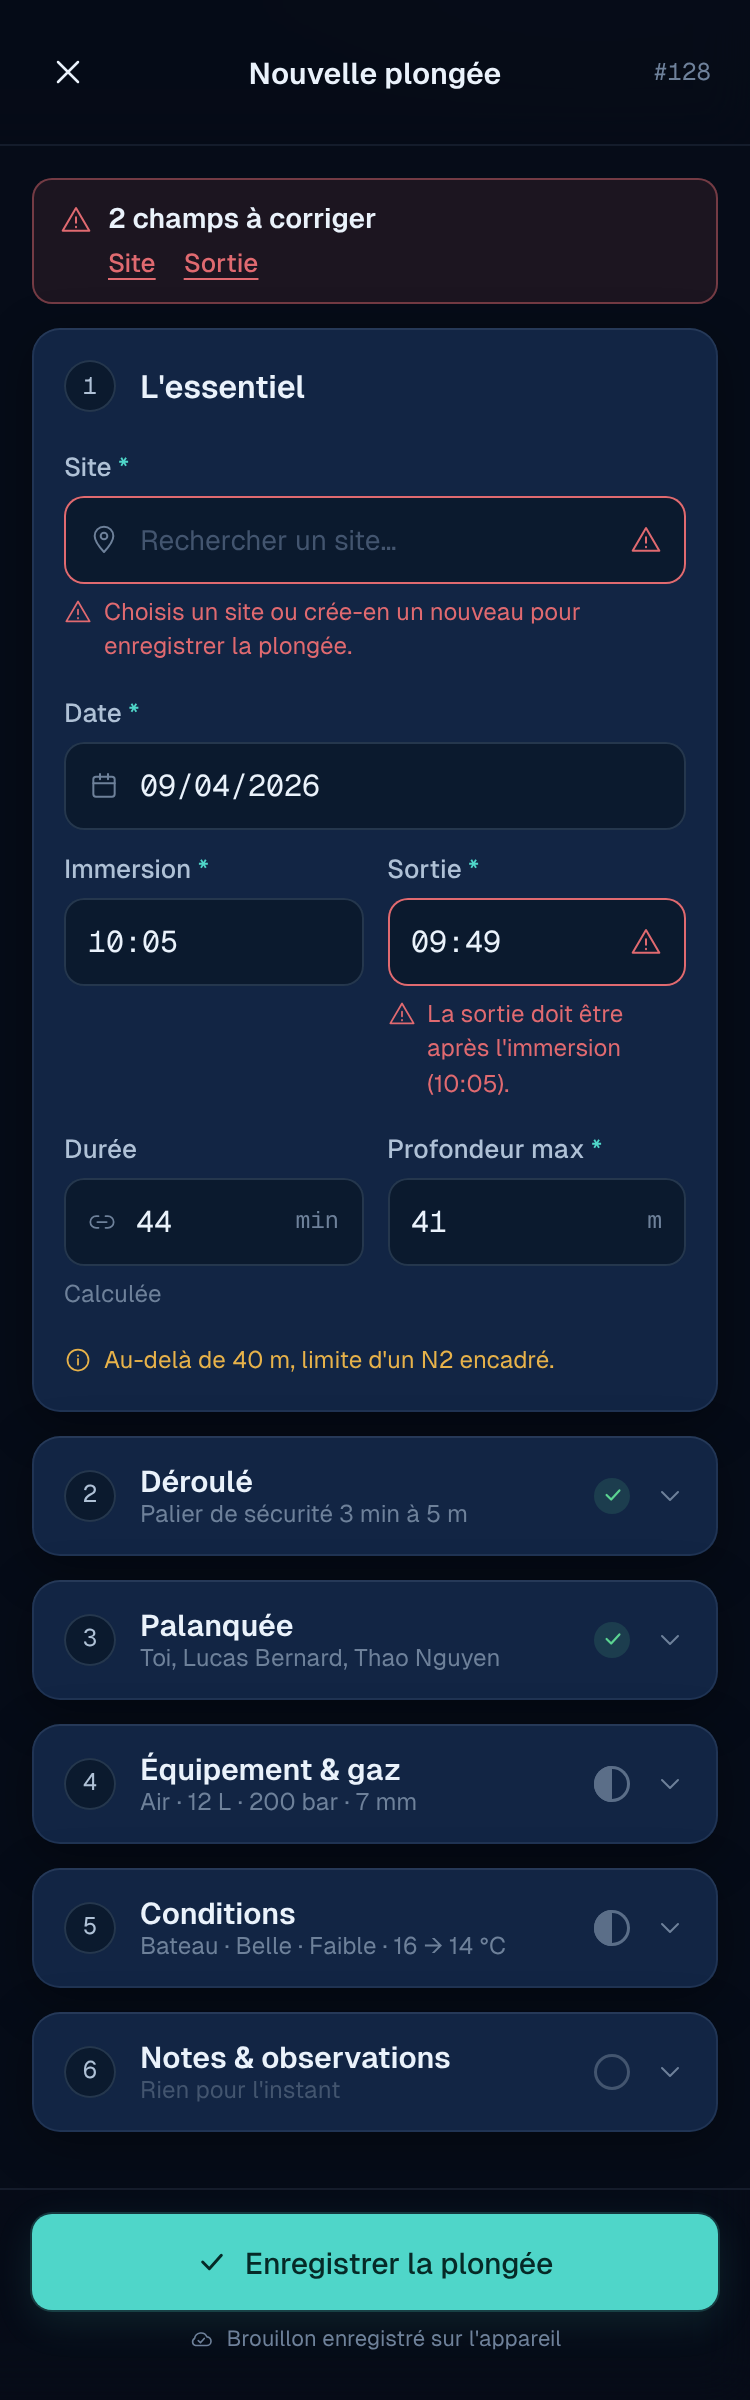 Nouvelle plongée
#128
2 champs à corriger
Site Sortie
1 L'essentiel
Site *
Rechercher un site…
Choisis un site ou crée-en un nouveau pour
enregistrer la plongée.
Date *
09/04/2026
Immersion * Sortie *
10:05 09:49
La sortie doit être
après l'immersion
(10:05).
Durée Profondeur max *
44 min 41 m
Calculée
Au-delà de 40 m, limite d'un N2 encadré.
2 Déroulé
Palier de sécurité 3 min à 5 m
3 Palanquée
Toi, Lucas Bernard, Thao Nguyen
4 Équipement & gaz
Air · 12 L · 200 bar · 7 mm
5 Conditions
Bateau · Belle · Faible · 16 → 14 °C
6 Notes & observations
Rien pour l'instant
Enregistrer la plongée
Brouillon enregistré sur l'appareil